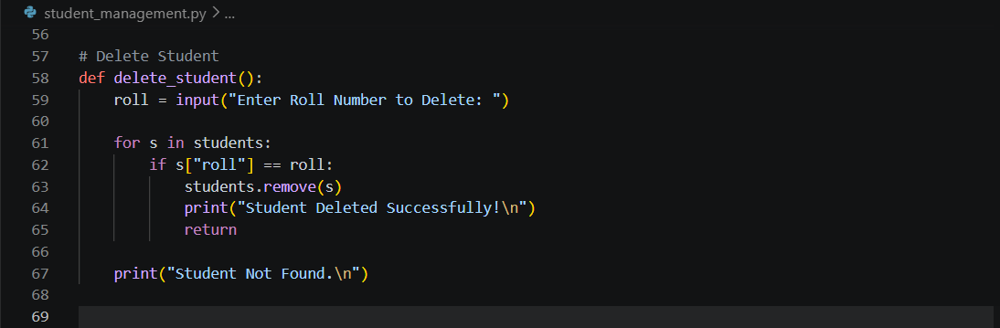 student_management.py > ...
56
57 # Delete Student
58 def delete_student():
59     roll = input("Enter Roll Number to Delete: ")
60
61     for s in students:
62         if s["roll"] == roll:
63             students.remove(s)
64             print("Student Deleted Successfully!\n")
65             return
66
67     print("Student Not Found.\n")
68
69